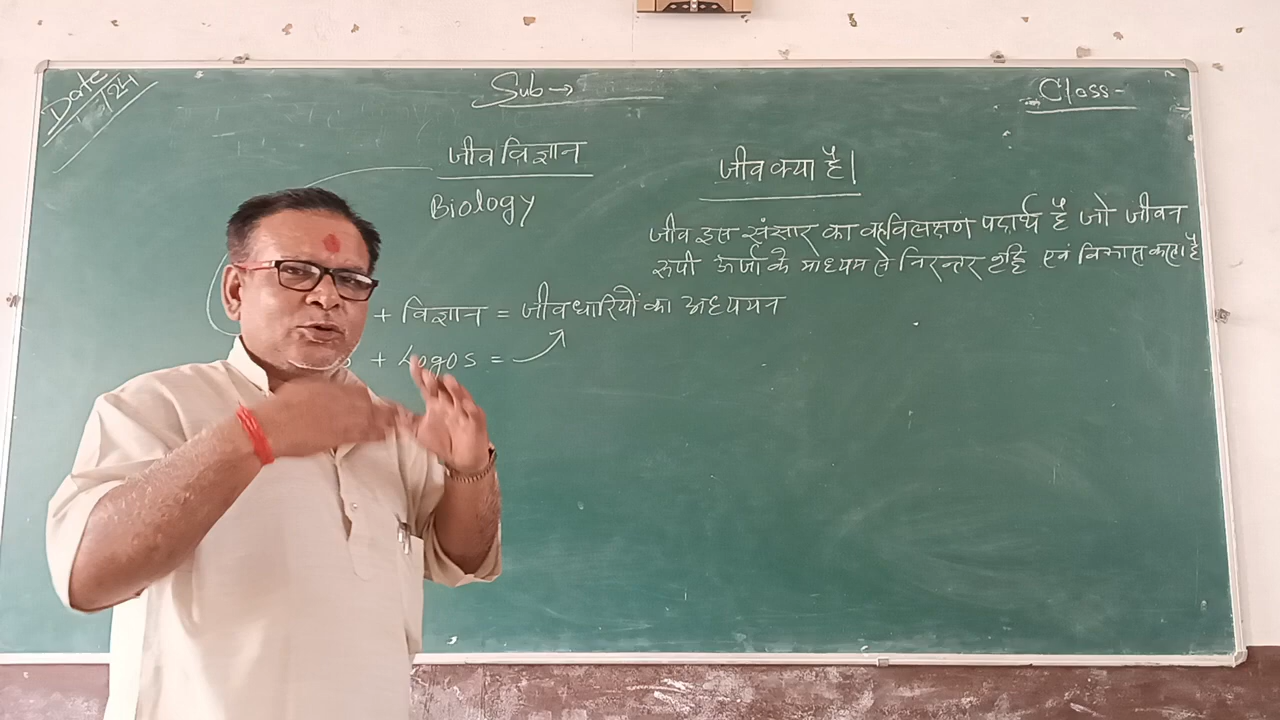 Date
/24
Sub→
Class-
जीव विज्ञान
Biology
+ विज्ञान = जीवधारियों का अध्ययन
+ Logos =
जीव क्या है।
जीव इस संसार का वह विलक्षण पदार्थ है जो जीवन
रूपी ऊर्जा के माध्यम से निरन्तर वृद्धि एवं विकास करता है